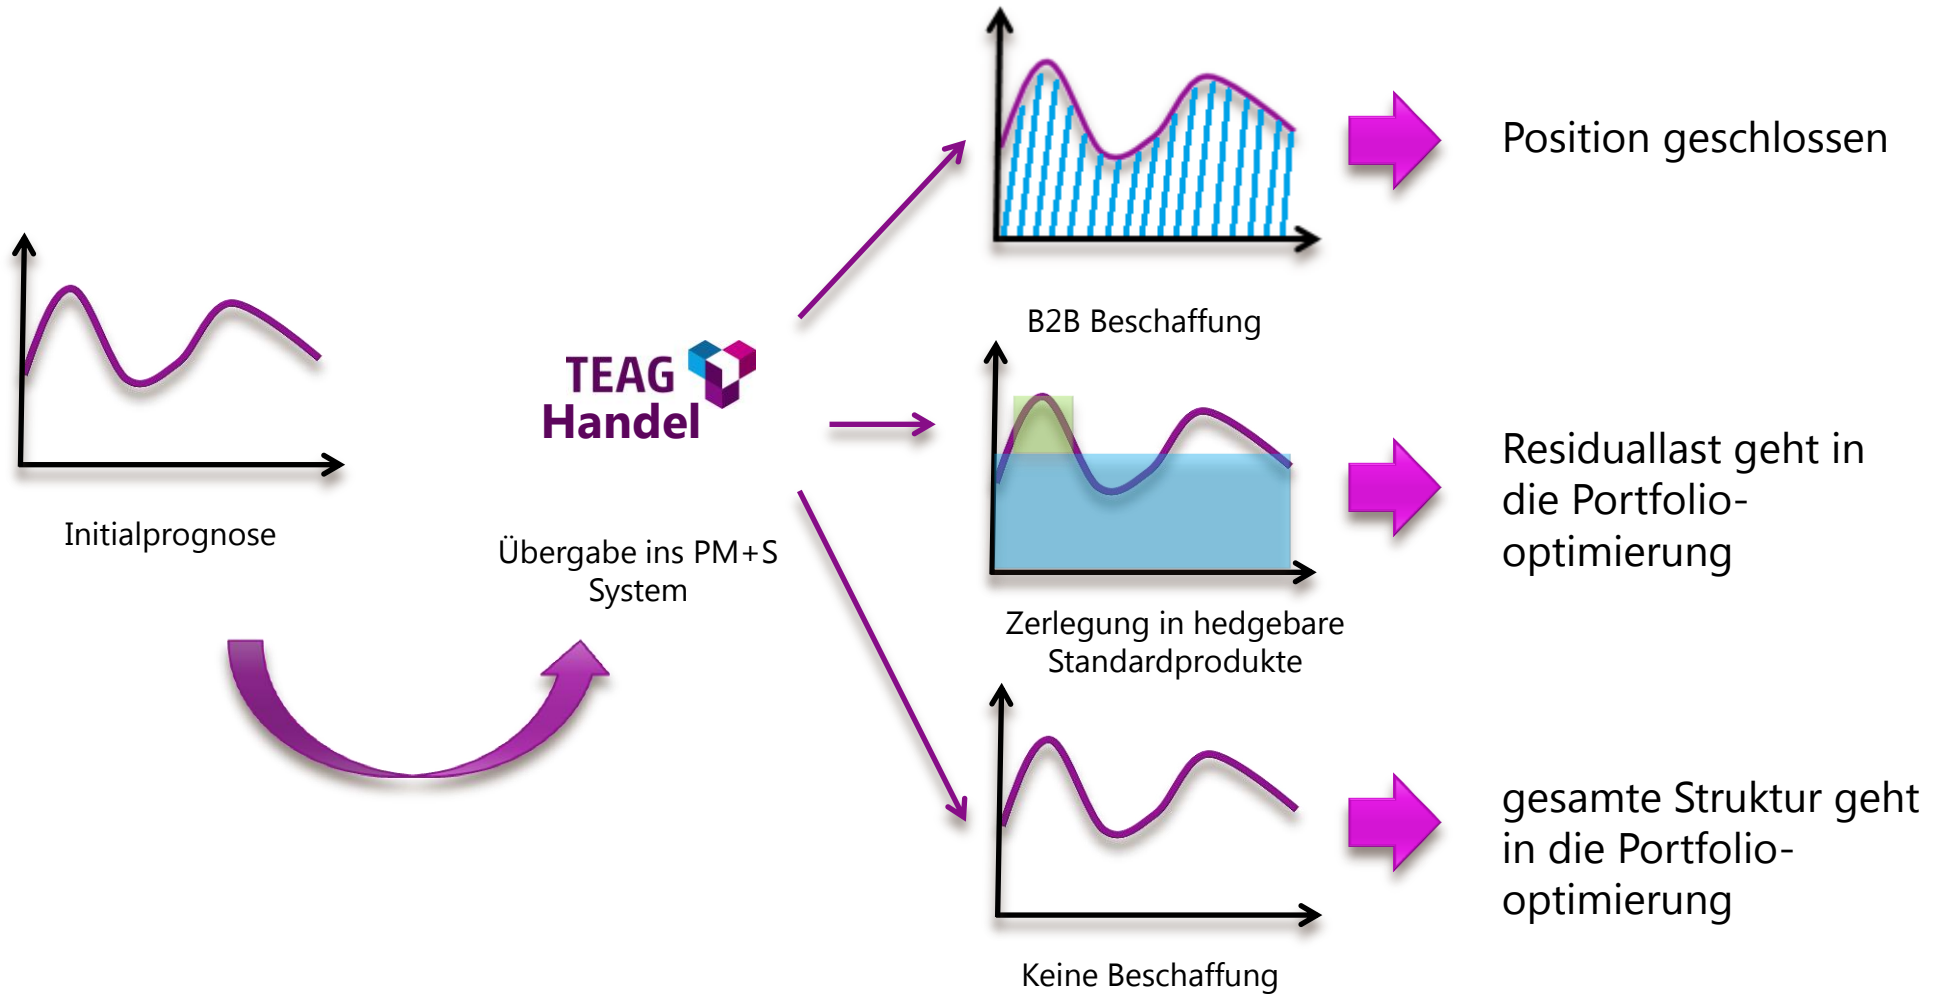 Initialprognose
TEAG
Handel
Übergabe ins PM+S
System
B2B Beschaffung
Position geschlossen
Zerlegung in hedgebare
Standardprodukte
Residuallast geht in
die Portfolio-
optimierung
Keine Beschaffung
gesamte Struktur geht
in die Portfolio-
optimierung